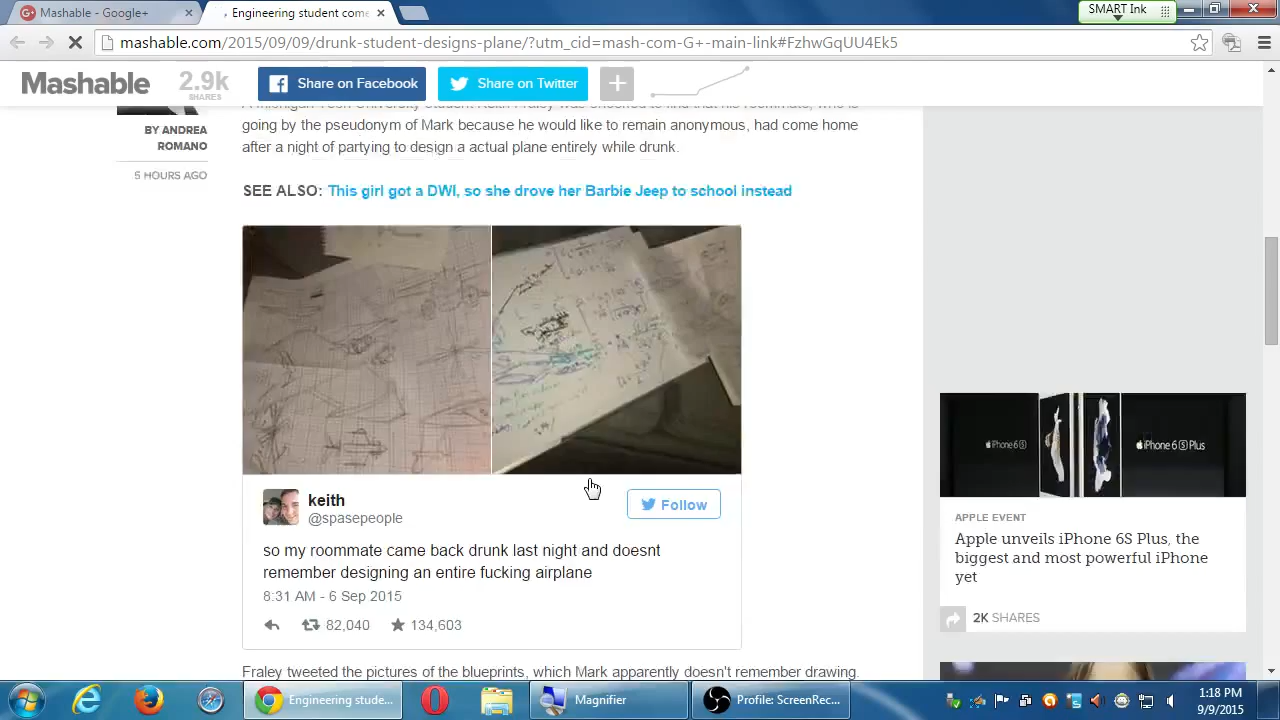 Mashable - Google+
Engineering student com
SMART Ink
mashable.com/2015/09/09/drunk-student-designs-plane/?utm_cid=mash-com-G+-main-link#FzhwGqUU4Ek5
Mashable
2.9k
SHARES
Share on Facebook
Share on Twitter
BY ANDREA
ROMANO
5 HOURS AGO
going by the pseudonym of Mark because he would like to remain anonymous, had come home
after a night of partying to design a actual plane entirely while drunk.
SEE ALSO: This girl got a DWI, so she drove her Barbie Jeep to school instead
keith
@spasepeople
Follow
so my roommate came back drunk last night and doesnt
remember designing an entire fucking airplane
8:31 AM - 6 Sep 2015
82,040
134,603
Fraley tweeted the pictures of the blueprints, which Mark apparently doesn't remember drawing.
iPhone 6S
iPhone 6S Plus
APPLE EVENT
Apple unveils iPhone 6S Plus, the
biggest and most powerful iPhone
yet
2K SHARES
Engineering stude...
Magnifier
Profile: ScreenRec...
1:18 PM
9/9/2015